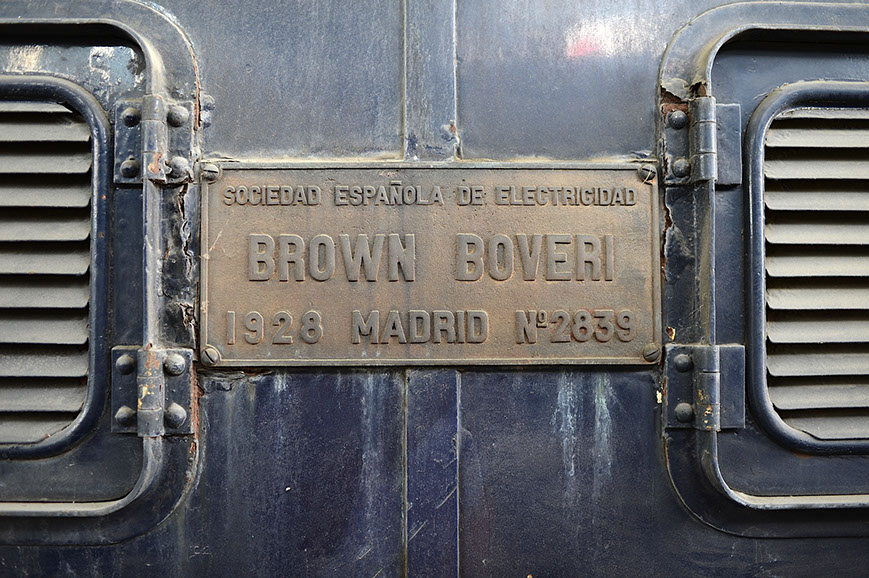 SOCIEDAD ESPAÑOLA DE ELECTRICIDAD
BROWN BOVERI
1928 MADRID Nº2839